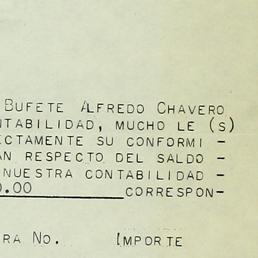 BUFETE ALFREDO CHAVERO
NTABILIDAD, MUCHO LE (S)
ECTAMENTE SU CONFORMI -
AN RESPECTO DEL SALDO -
NUESTRA CONTABILIDAD -
0.00 CORRESPON-
RA NO. IMPORTE